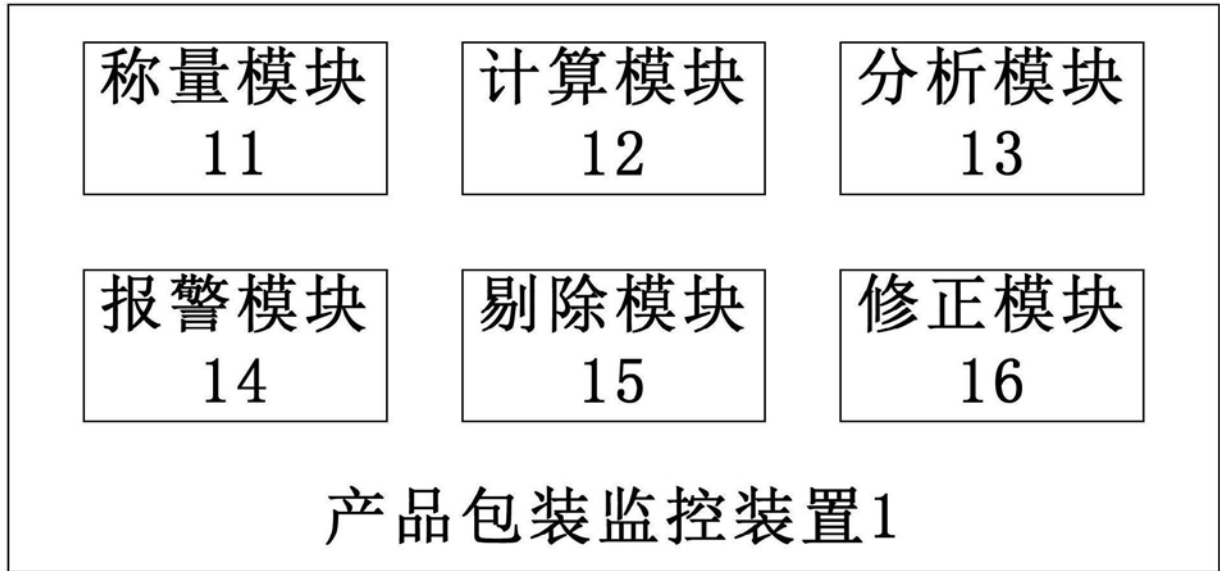 称量模块
11
计算模块
12
分析模块
13
报警模块
14
剔除模块
15
修正模块
16
产品包装监控装置1